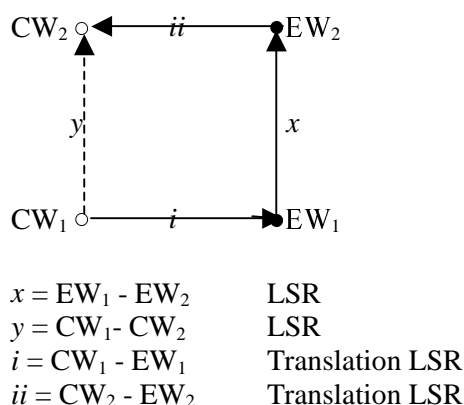 CW₂ ii EW₂
y x
CW₁ i EW₁
x = EW₁ - EW₂ LSR
y = CW₁- CW₂ LSR
i = CW₁ - EW₁ Translation LSR
ii = CW₂ - EW₂ Translation LSR